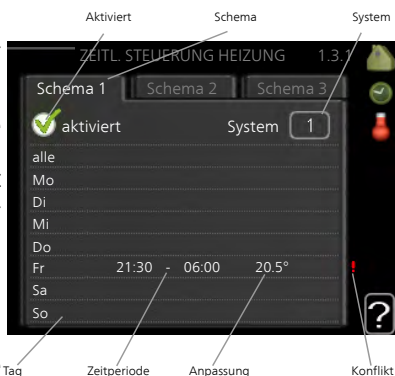 Aktiviert Schema System
ZEITL. STEUERUNG HEIZUNG 1.3.1
Schema 1 Schema 2 Schema 3
aktiviert System 1
alle
Mo
Di
Mi
Do
Fr 21:30 - 06:00 20.5° !
Sa
So
?
Tag Zeitperiode Anpassung Konflikt